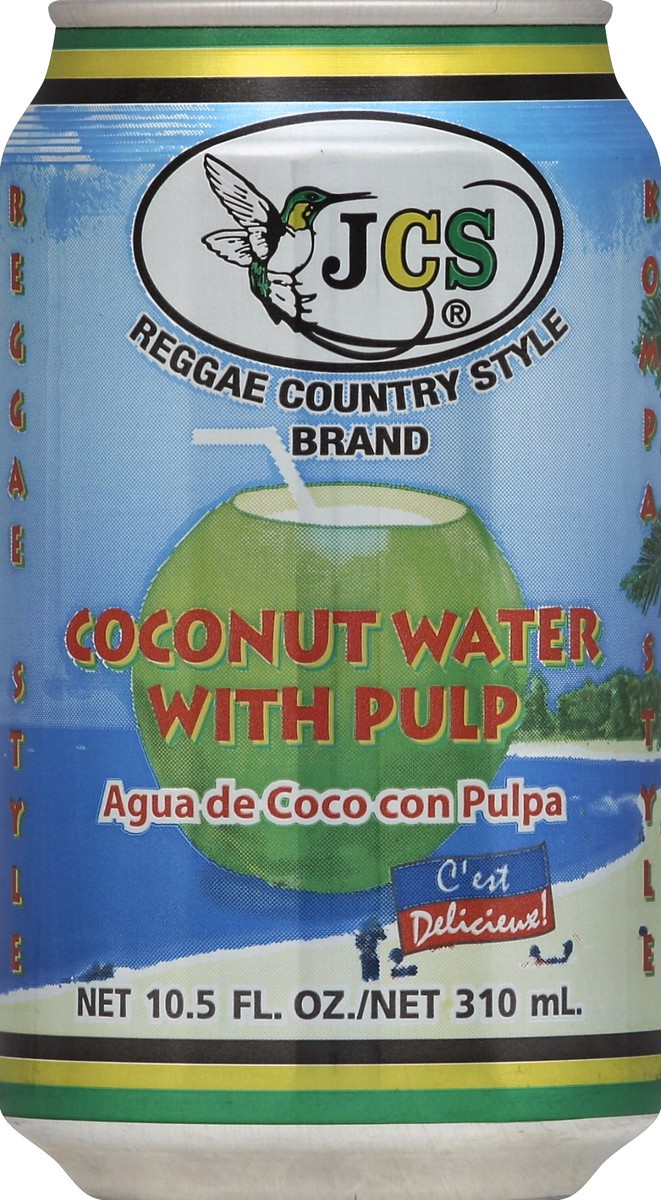 JCS
®
REGGAE COUNTRY STYLE
BRAND
REGGAE STYLE
KOMPA STYLE
COCONUT WATER
WITH PULP
Agua de Coco con Pulpa
C'est
Delicieux!
NET 10.5 FL. OZ./NET 310 mL.